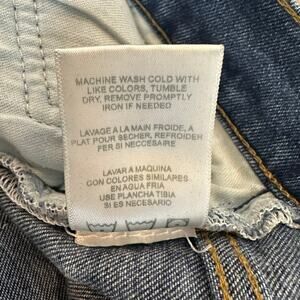 MACHINE WASH COLD WITH
LIKE COLORS, TUMBLE
DRY, REMOVE PROMPTLY
IRON IF NEEDED
LAVAGE A LA MAIN FROIDE, A
PLAT POUR SECHER, REFROIDER
FER SI NECCESAIRE
LAVAR A MAQUINA
CON COLORES SIMILARES
EN AGUA FRIA
USE PLANCHA TIBIA
SI ES NECESARIO